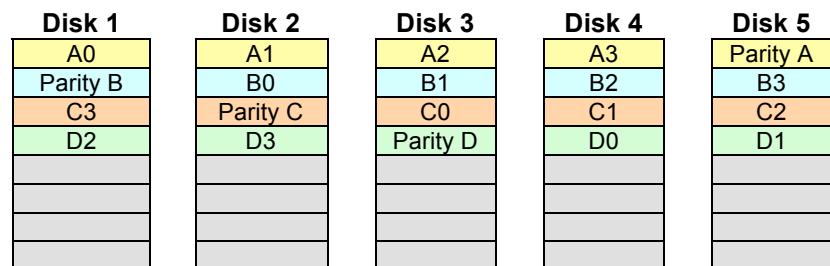 Disk 1 Disk 2 Disk 3 Disk 4 Disk 5
A0 A1 A2 A3 Parity A
Parity B B0 B1 B2 B3
C3 Parity C C0 C1 C2
D2 D3 Parity D D0 D1